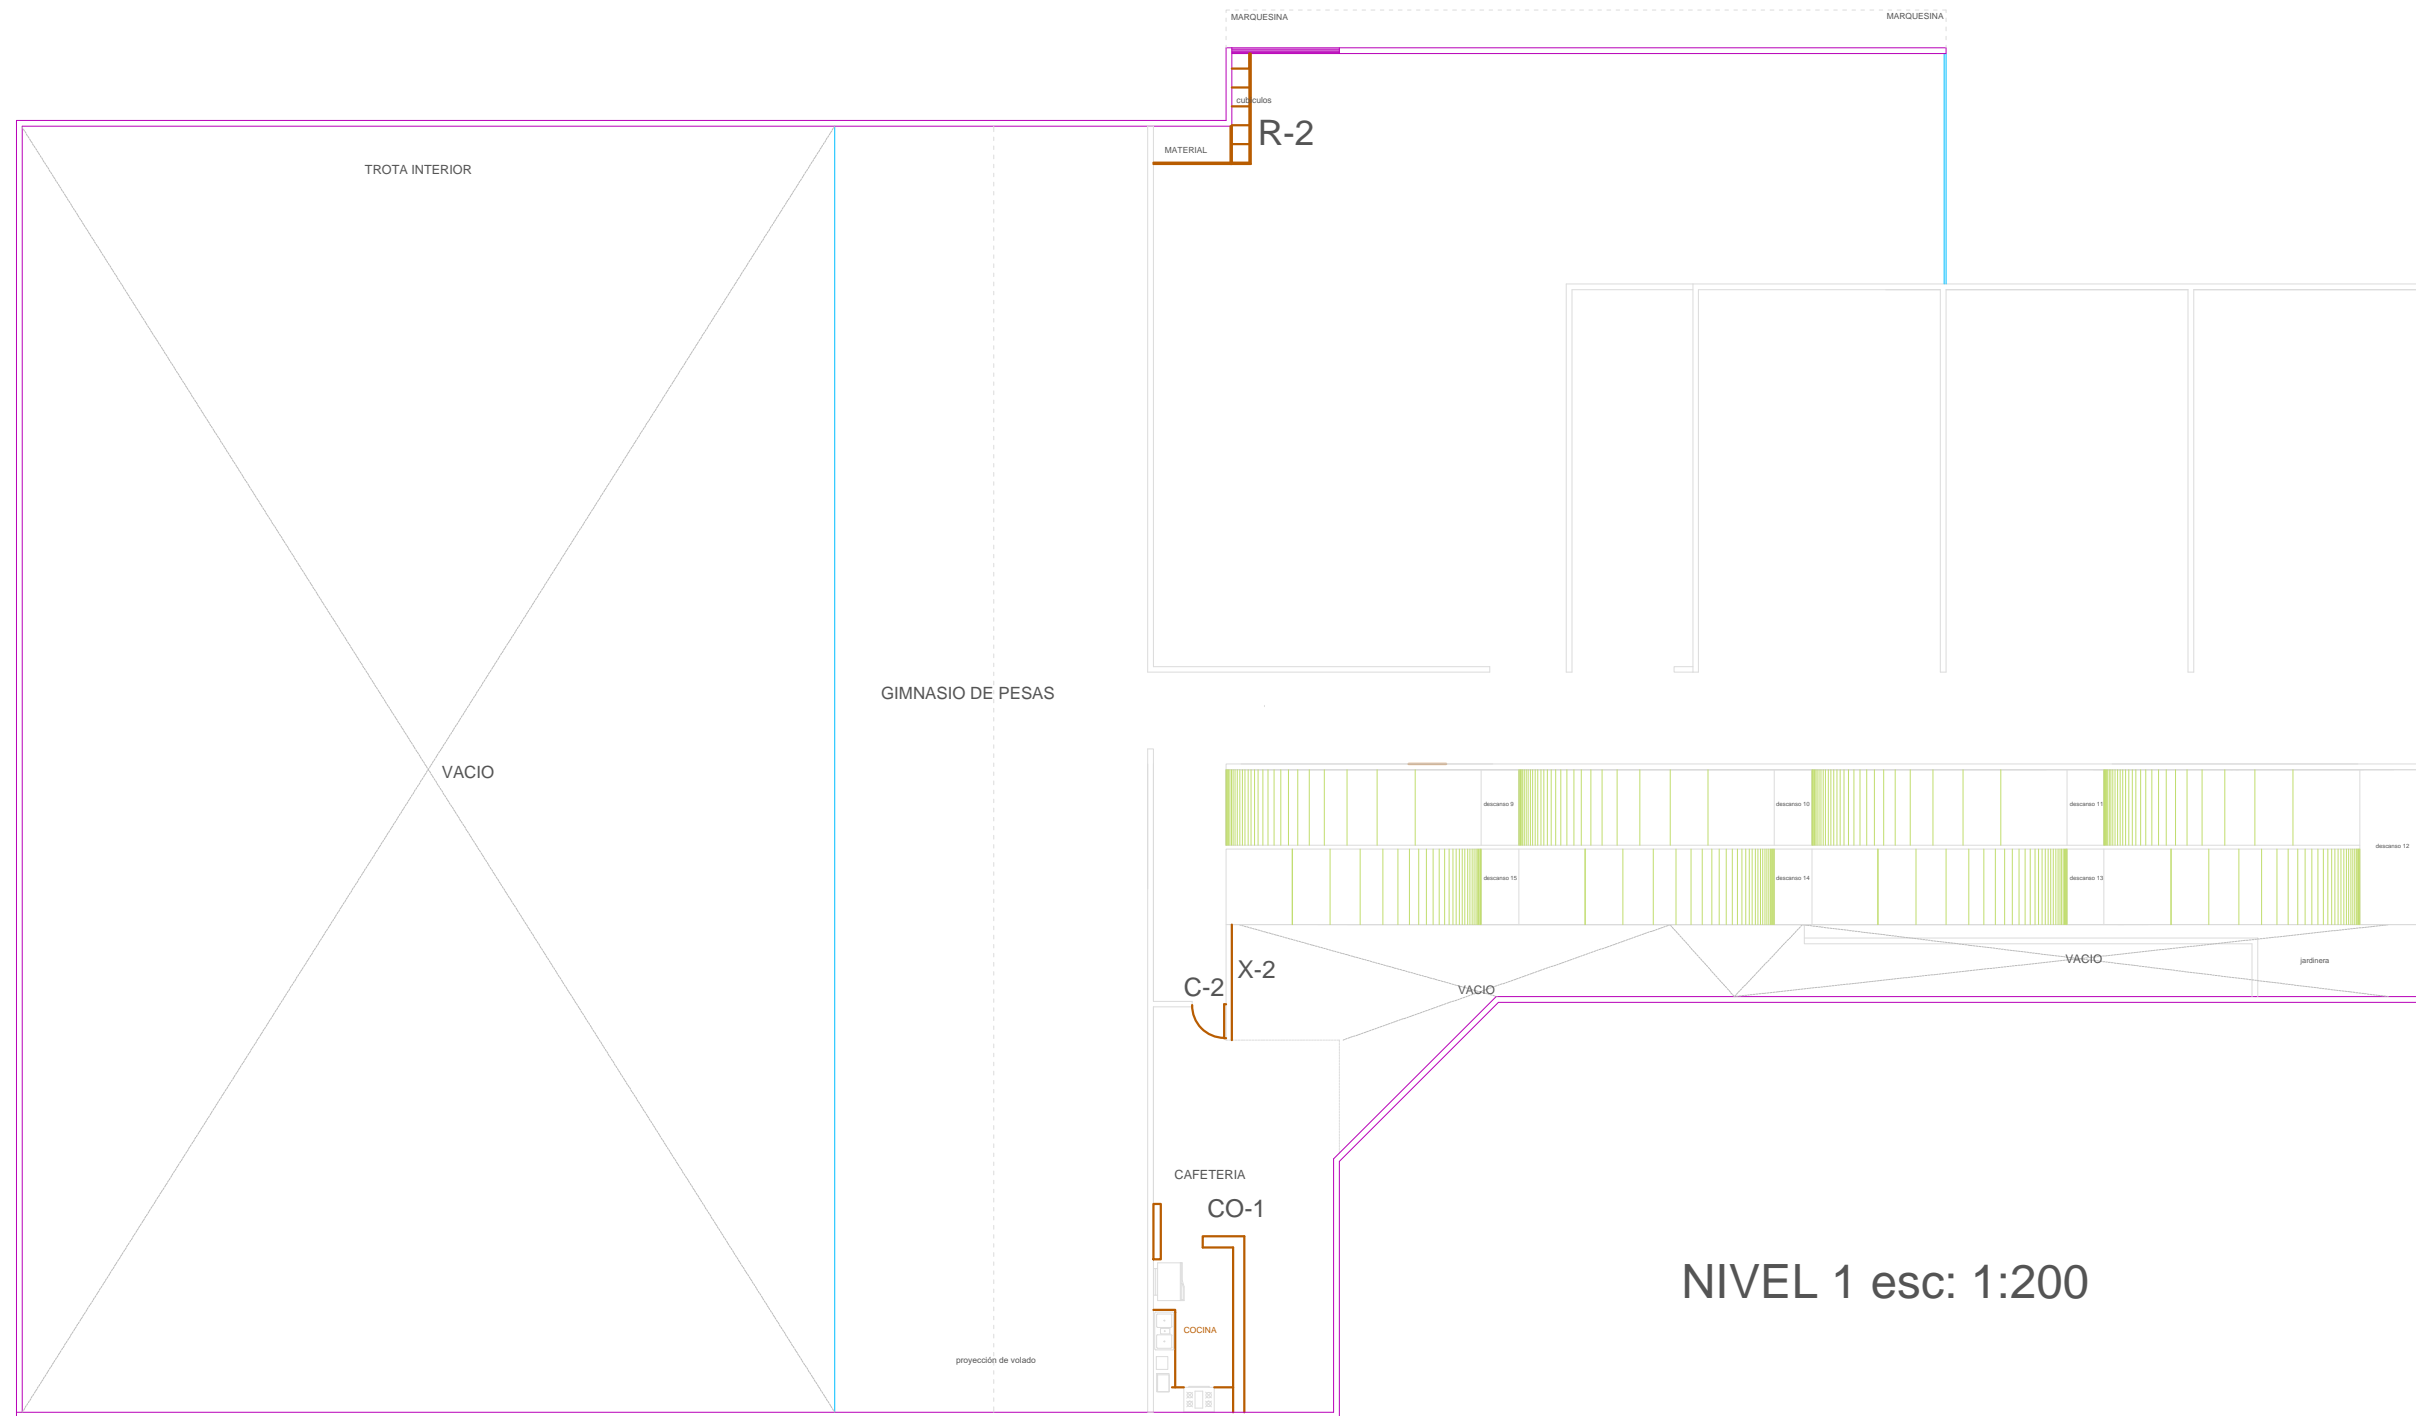 MARQUESINA
MARQUESINA
cubiculos
R-2
MATERIAL
TROTA INTERIOR
GIMNASIO DE PESAS
VACIO
descanso 9
descanso 10
descanso 11
descanso 12
descanso 15
descanso 14
descanso 13
X-2
C-2
VACIO
VACIO
jardinera
CAFETERIA
CO-1
NIVEL 1 esc: 1:200
COCINA
proyección de volado